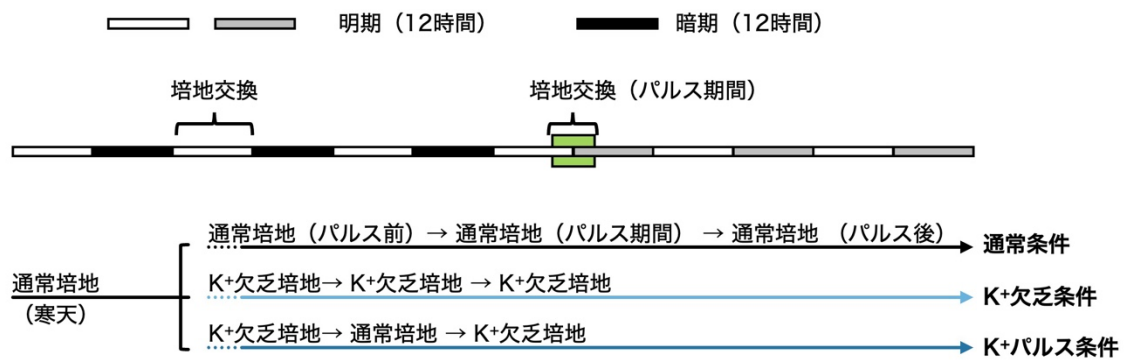 明期（12時間）
暗期（12時間）
培地交換
培地交換（パルス期間）
通常培地（パルス前）→ 通常培地（パルス期間） → 通常培地 （パルス後）
通常条件
通常培地
（寒天）
K+欠乏培地→ K+欠乏培地 → K+欠乏培地
K+欠乏条件
K+欠乏培地→ 通常培地 → K+欠乏培地
K+パルス条件